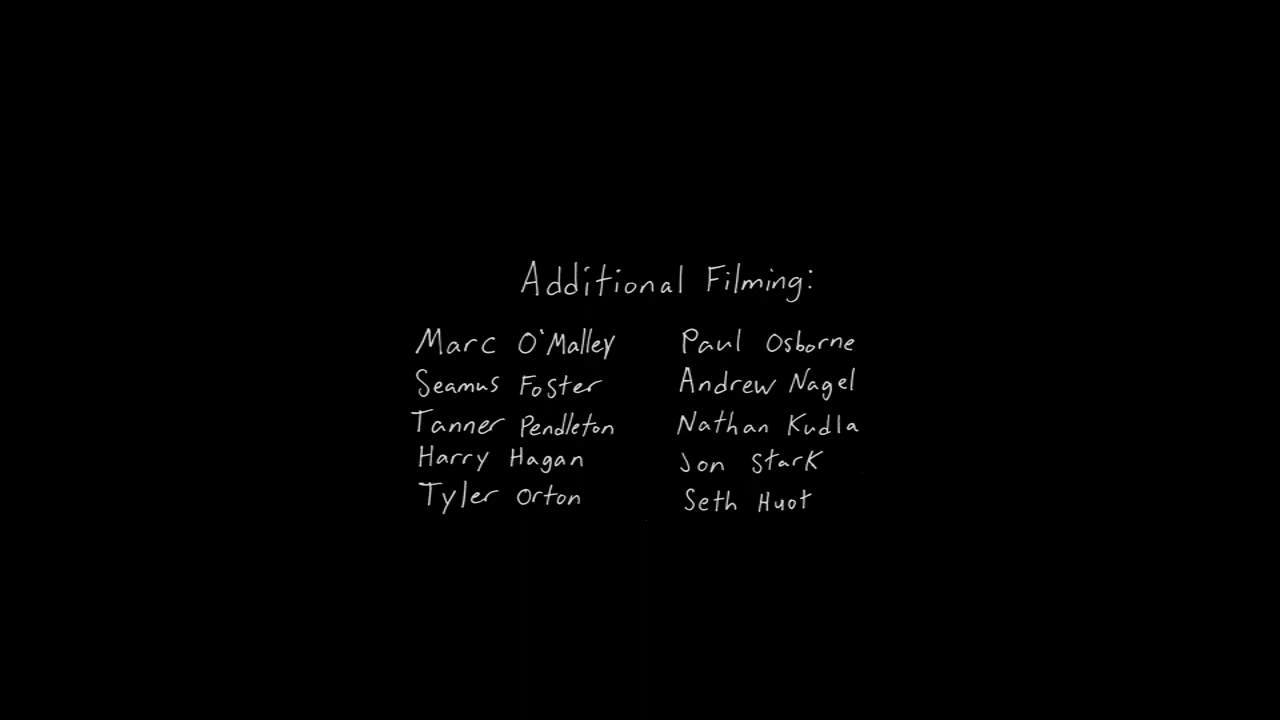 Additional Filming:
Marc O'Malley Paul Osborne
Seamus Foster Andrew Nagel
Tanner Pendleton Nathan Kudla
Harry Hagan Jon Stark
Tyler Orton Seth Huot